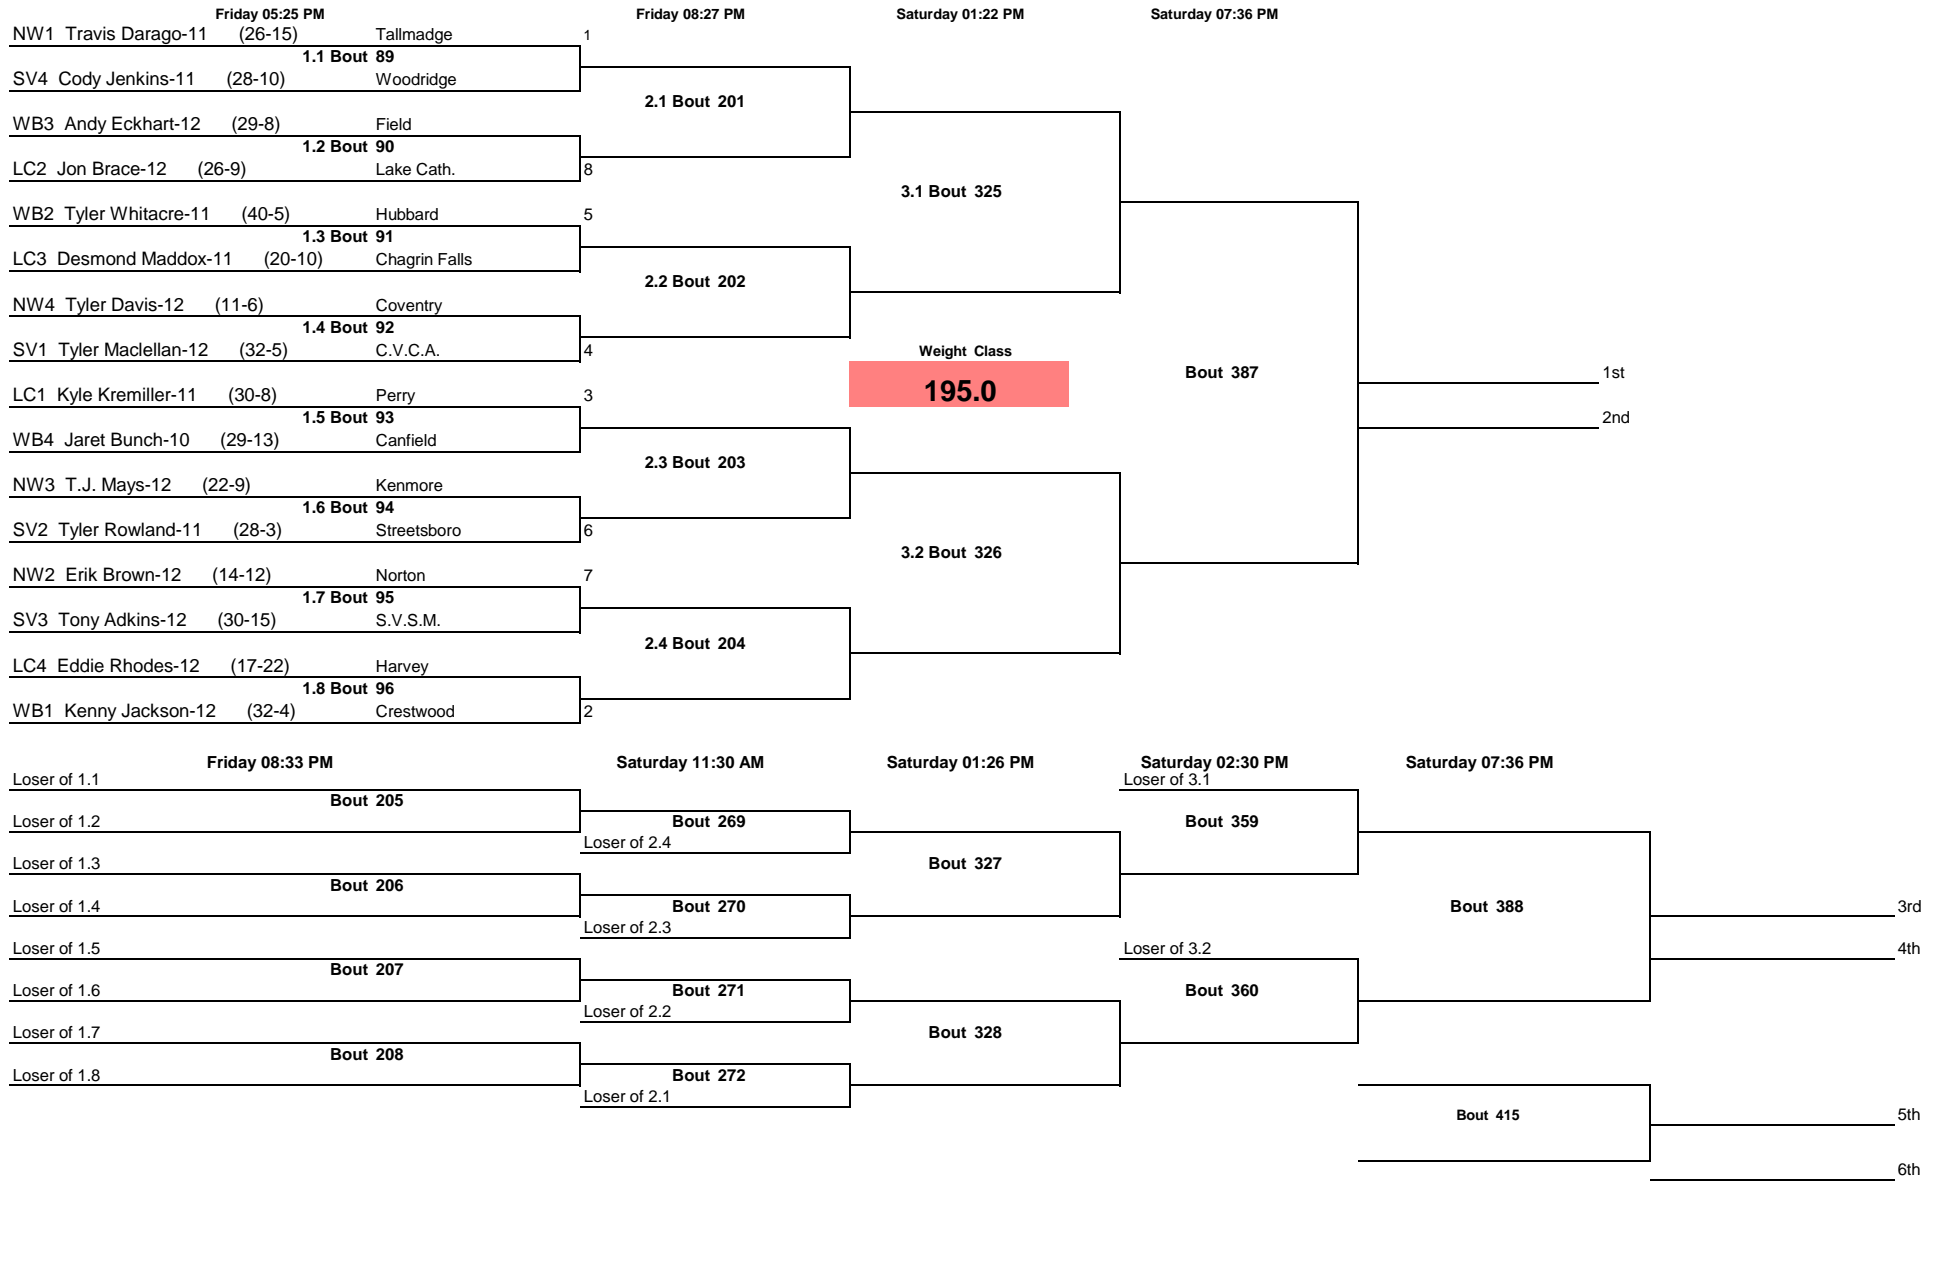 Friday 05:25 PM Friday 08:27 PM Saturday 01:22 PM Saturday 07:36 PM
NW1 Travis Darago-11 (26-15) Tallmadge 1
1.1 Bout 89
SV4 Cody Jenkins-11 (28-10) Woodridge
2.1 Bout 201
WB3 Andy Eckhart-12 (29-8) Field
1.2 Bout 90
LC2 Jon Brace-12 (26-9) Lake Cath. 8
3.1 Bout 325
WB2 Tyler Whitacre-11 (40-5) Hubbard 5
1.3 Bout 91
LC3 Desmond Maddox-11 (20-10) Chagrin Falls
2.2 Bout 202
NW4 Tyler Davis-12 (11-6) Coventry
1.4 Bout 92
SV1 Tyler Maclellan-12 (32-5) C.V.C.A. 4 Weight Class
Bout 387 1st
195.0
LC1 Kyle Kremiller-11 (30-8) Perry 3
1.5 Bout 93 2nd
WB4 Jaret Bunch-10 (29-13) Canfield
2.3 Bout 203
NW3 T.J. Mays-12 (22-9) Kenmore
1.6 Bout 94
SV2 Tyler Rowland-11 (28-3) Streetsboro 6
3.2 Bout 326
NW2 Erik Brown-12 (14-12) Norton 7
1.7 Bout 95
SV3 Tony Adkins-12 (30-15) S.V.S.M.
2.4 Bout 204
LC4 Eddie Rhodes-12 (17-22) Harvey
1.8 Bout 96
WB1 Kenny Jackson-12 (32-4) Crestwood 2
Friday 08:33 PM Saturday 11:30 AM Saturday 01:26 PM Saturday 02:30 PM Saturday 07:36 PM
Loser of 1.1 Loser of 3.1
Bout 205
Loser of 1.2 Bout 269 Bout 359
Loser of 2.4
Loser of 1.3 Bout 327
Bout 206
Loser of 1.4 Bout 270 Bout 388 3rd
Loser of 2.3
Loser of 1.5 Loser of 3.2 4th
Bout 207
Loser of 1.6 Bout 271 Bout 360
Loser of 2.2
Loser of 1.7 Bout 328
Bout 208
Loser of 1.8 Bout 272
Loser of 2.1
Bout 415 5th
6th